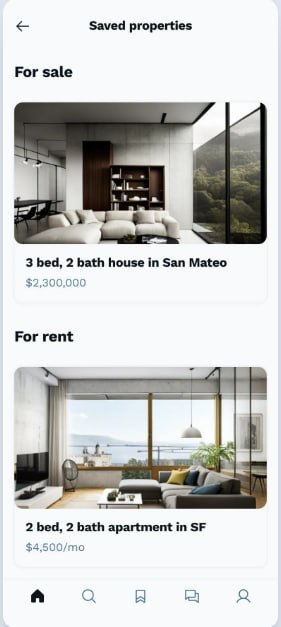 Saved properties
For sale
3 bed, 2 bath house in San Mateo
$2,300,000
For rent
2 bed, 2 bath apartment in SF
$4,500/mo